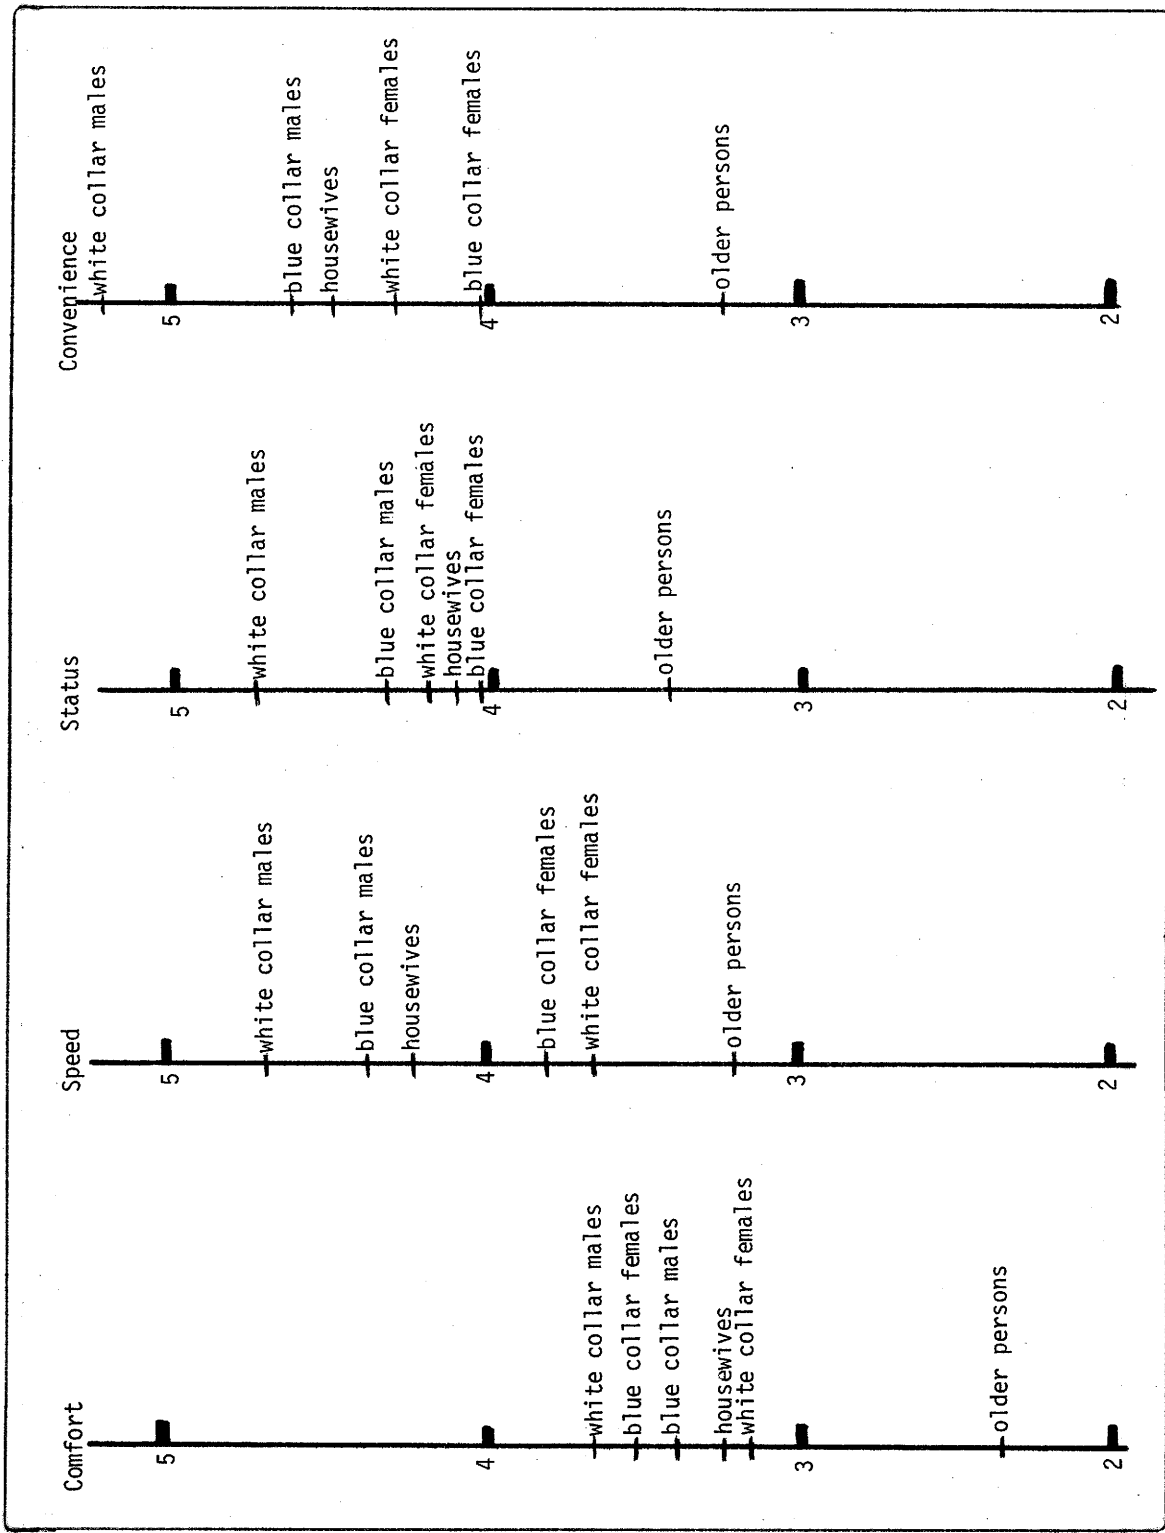 Comfort
5
4
white collar males
blue collar females
blue collar males
housewives
white collar females
3
older persons
2
Speed
5
white collar males
blue collar males
housewives
4
blue collar females
white collar females
older persons
3
2
Status
5
white collar males
blue collar males
white collar females
housewives
blue collar females
4
older persons
3
2
Convenience
white collar males
5
blue collar males
housewives
white collar females
blue collar females
4
older persons
3
2